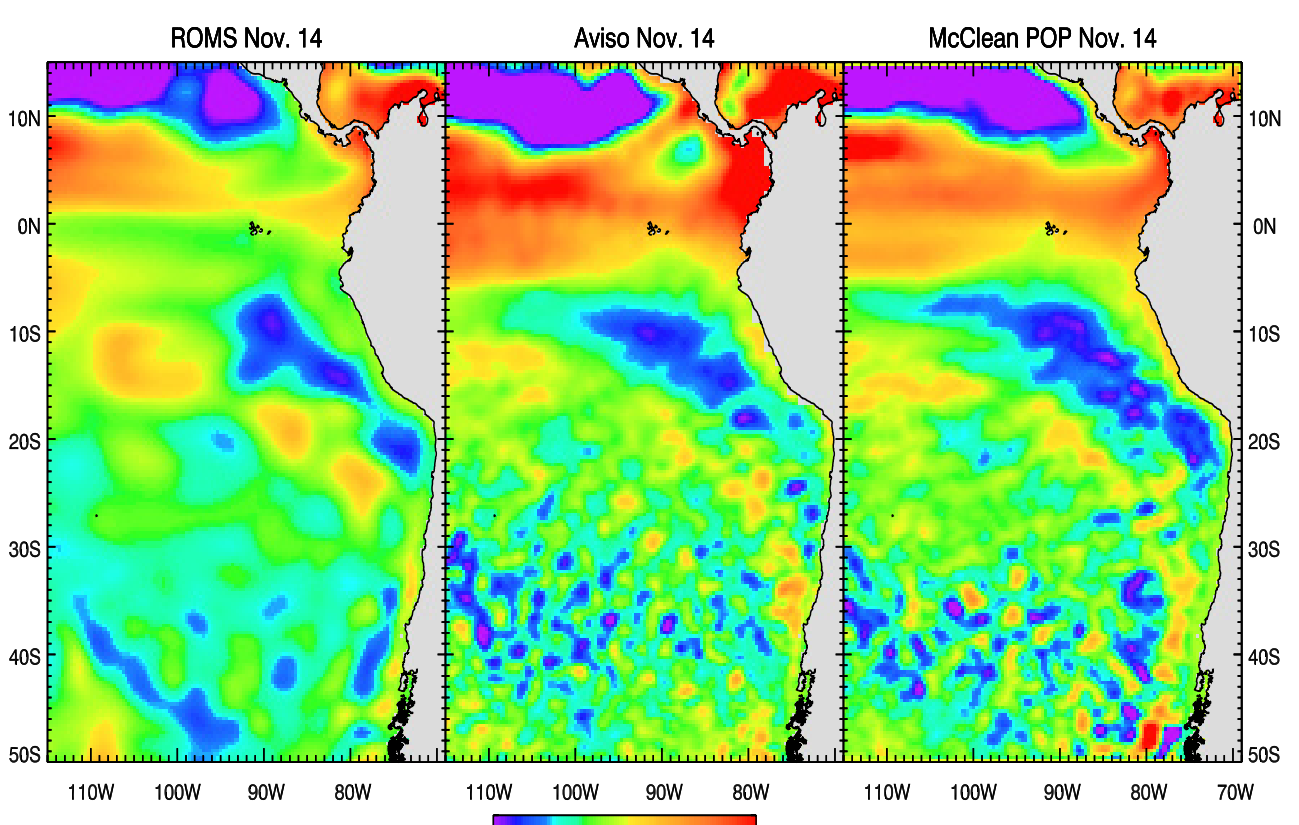 ROMS Nov. 14 Aviso Nov. 14 McClean POP Nov. 14
10N 10N
0N 0N
10S 10S
20S 20S
30S 30S
40S 40S
50S 50S
110W 100W 90W 80W 110W 100W 90W 80W 110W 100W 90W 80W 70W